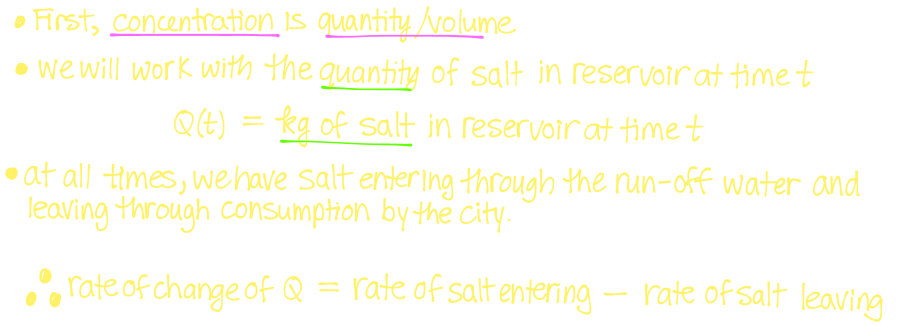 • First, concentration is quantity/volume
• we will work with the quantity of salt in reservoir at time t
Q(t) = kg of salt in reservoir at time t
• at all times, we have salt entering through the run-off water and
leaving through consumption by the city.
∴ rate of change of Q = rate of salt entering — rate of salt leaving